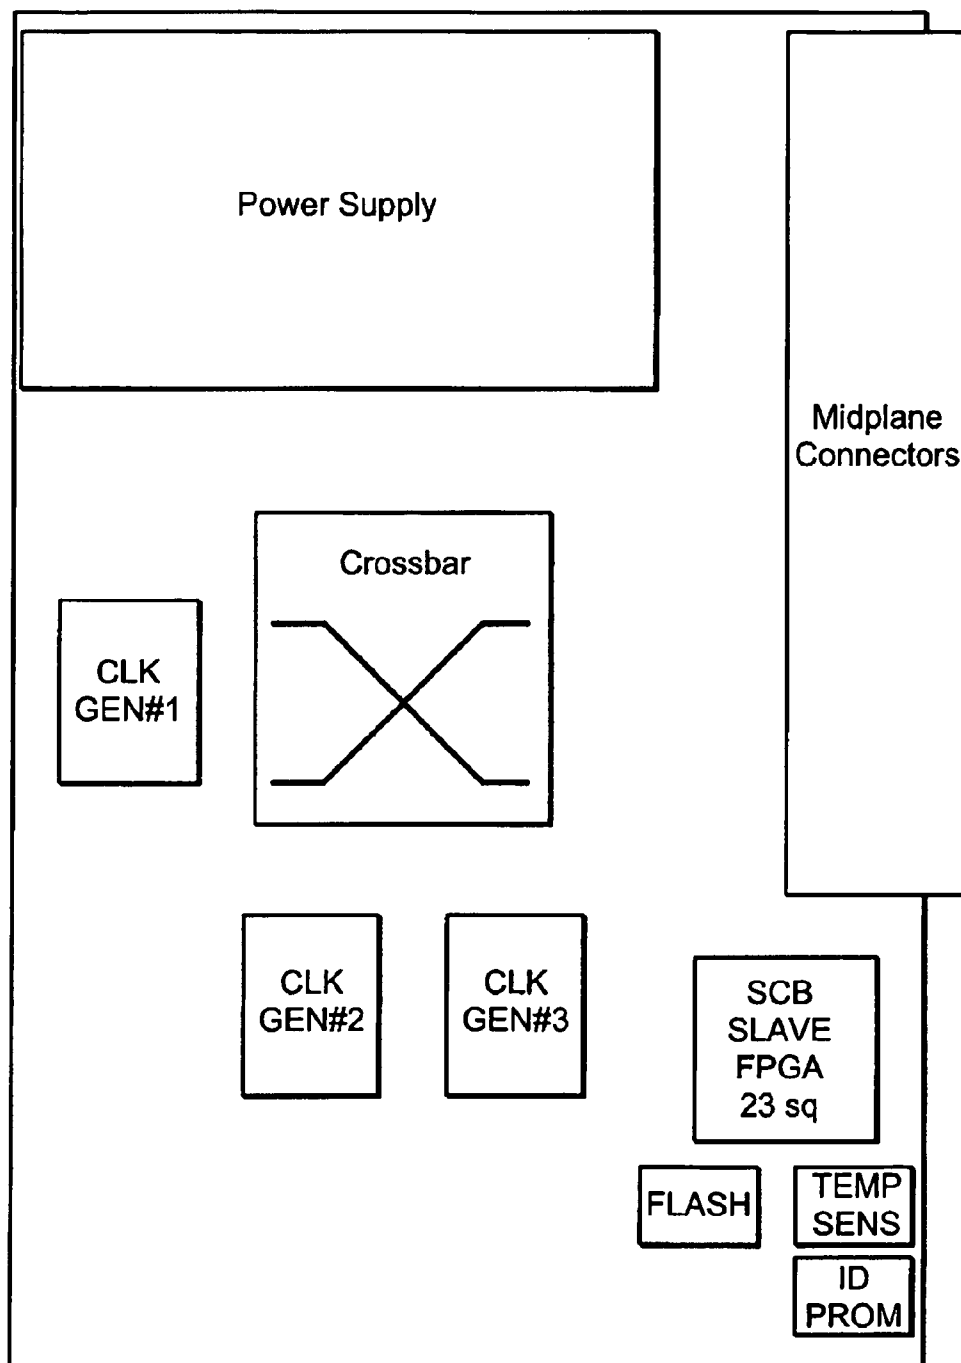 Power Supply
Midplane
Connectors
Crossbar
CLK
GEN#1
CLK
GEN#2
CLK
GEN#3
SCB
SLAVE
FPGA
23 sq
FLASH
TEMP
SENS
ID
PROM